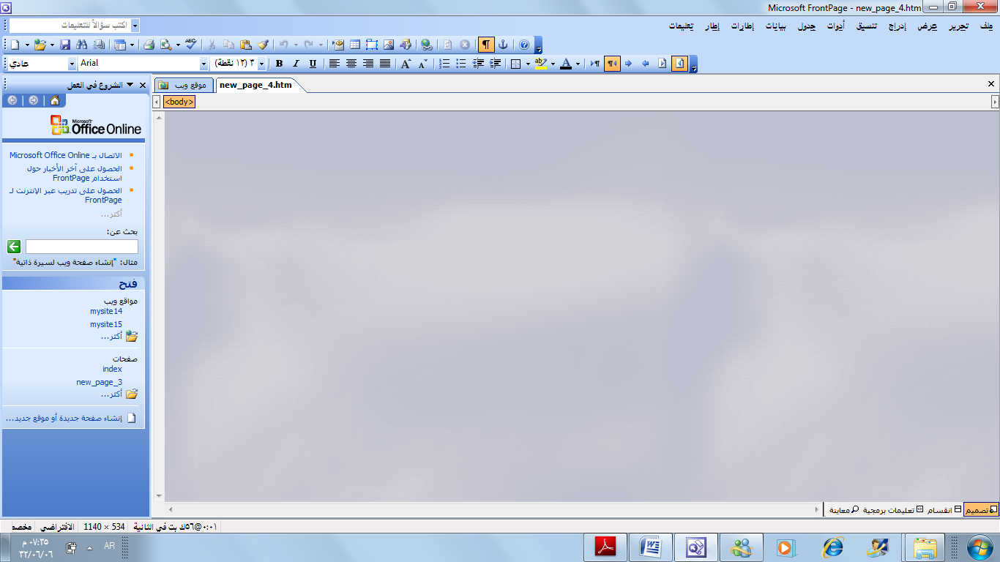 Microsoft FrontPage - new_page_4.htm
ملف تحرير عرض إدراج تنسيق أدوات جدول بيانات إطارات إطار تعليمات
اكتب سؤالاً للتعليمات
عادي
Arial
٣ (١٢ نقطة)
B I U
الشروع في العمل
موقع ويب
new_page_4.htm
<body>
Microsoft
Office Online
الاتصال بـ Microsoft Office Online
الحصول على آخر الأخبار حول
استخدام FrontPage
الحصول على تدريب عبر الإنترنت لـ
FrontPage
أكثر...
بحث عن:
مثال: "إنشاء صفحة ويب لسيرة ذاتية"
فتح
مواقع ويب
mysite14
mysite15
أكثر...
صفحات
index
new_page_3
أكثر...
إنشاء صفحة جديدة أو موقع جديد...
تصميم انقسام تعليمات برمجية معاينة
٠:٠١@٥٦ك بت في الثانية
1140 × 534
الافتراضي
مخصص
AR
٠٧:٣٥ م
٣٢/٠٦/٠٦